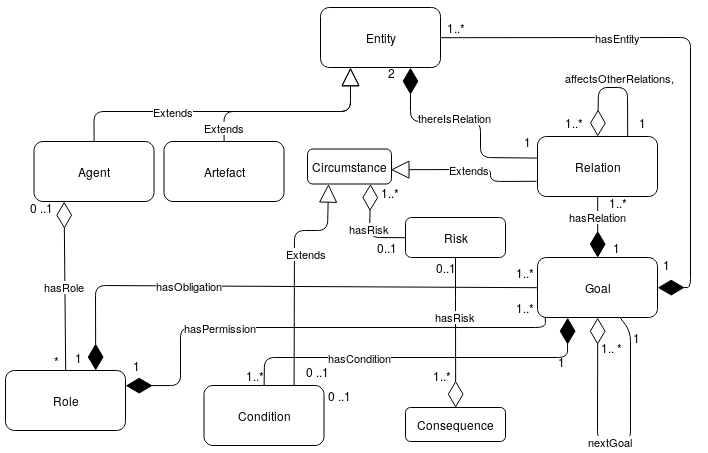 Entity
1..*
hasEntity
2
affectsOtherRelations,
Extends
thereIsRelation
1..*
1
Extends
1
Agent
Artefact
Circumstance
Extends
Relation
0 ..1
1..*
1..*
hasRisk
hasRelation
Risk
0..1
1
Extends
0..1
1..*
1
hasRole
hasObligation
Goal
1..*
hasPermission
hasRisk
1
1..*
*
1
1
hasCondition
1
1..*
0 ..1
1..*
0 ..1
Role
Condition
Consequence
nextGoal